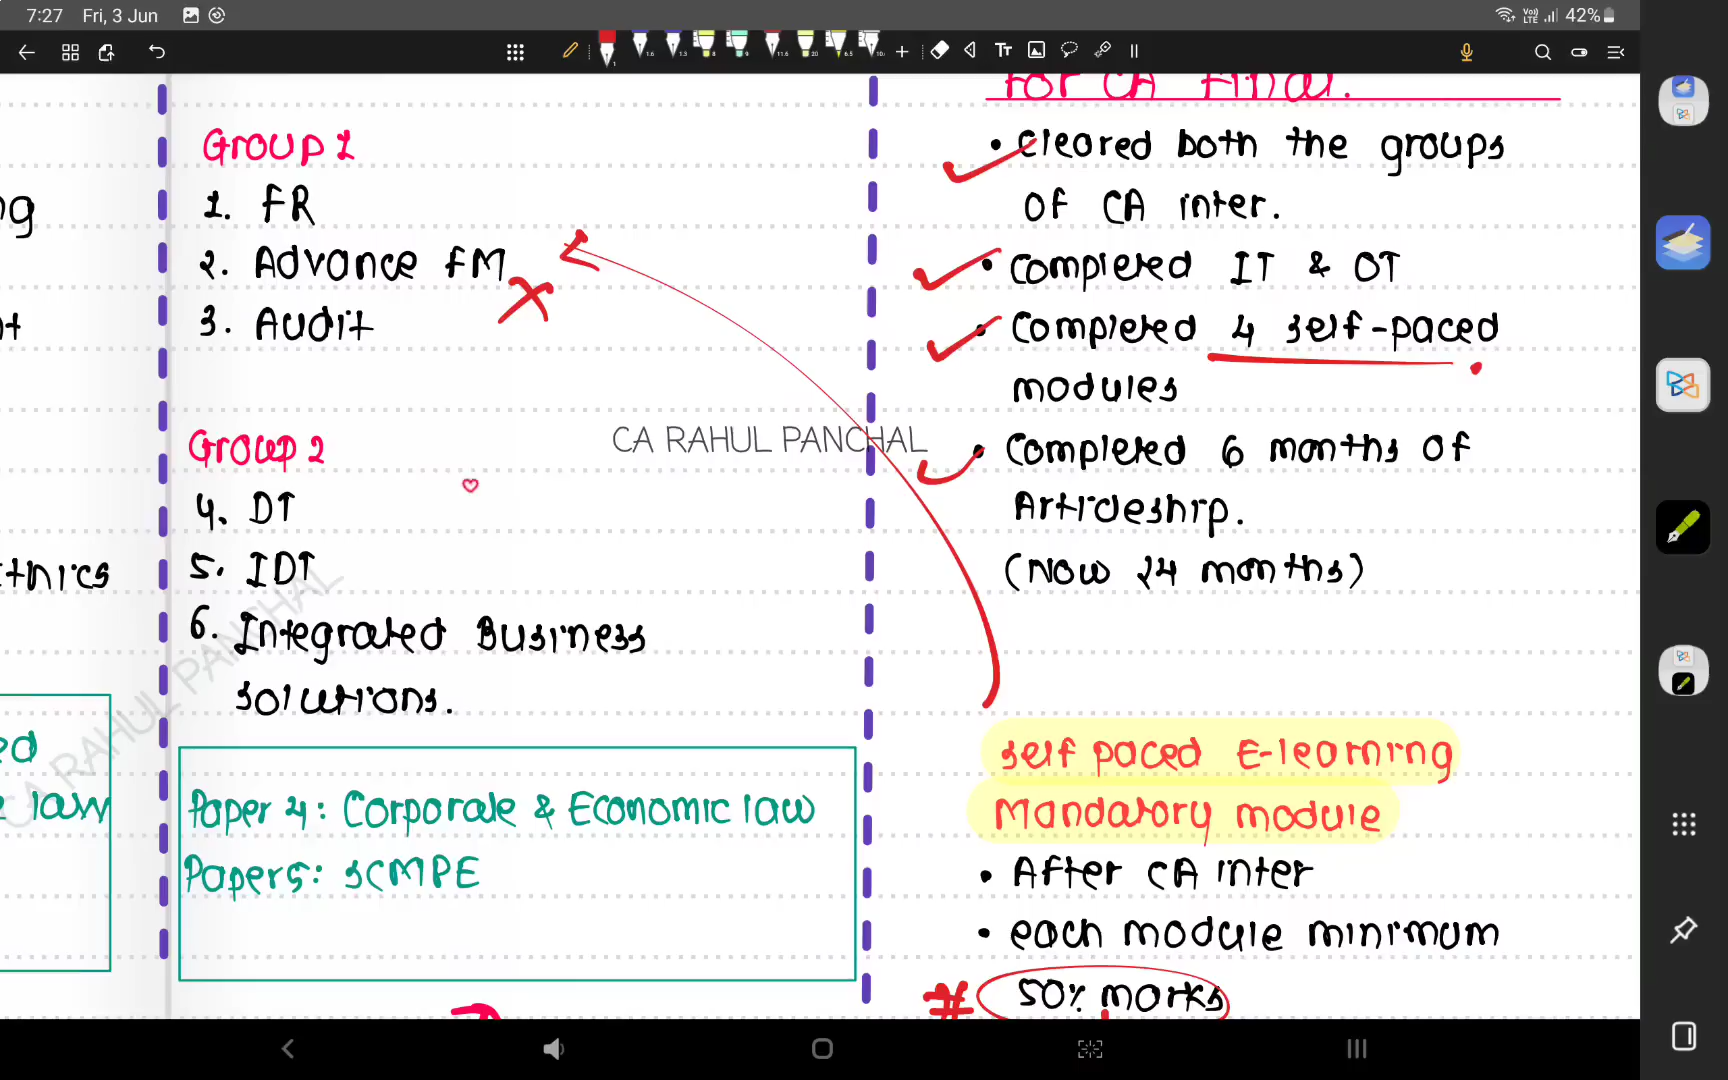 7:27 Fri, 3 Jun
42%
ng
nt
thics
ed
e law
Group 1
1. FR
2. Advance FM
3. Audit
Group 2
4. DT
5. IDT
6. Integrated Business
Solutions.
Paper 4: Corporate & Economic law
Paper 5: SCMPE
CA RAHUL PANCHAL
CA RAHUL PANCHAL
For CA Final.
• Cleared both the groups
of CA inter.
• Completed IT & OT
• Completed 4 self-paced
modules
• Completed 6 months of
Articleship.
(Now 24 months)
Self paced E-learning
Mandatory module
• After CA inter
• each module minimum
# 50% marks